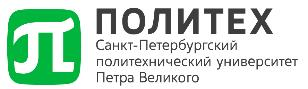 ПОЛИТЕХ
Санкт-Петербургский
политехнический университет
Петра Великого